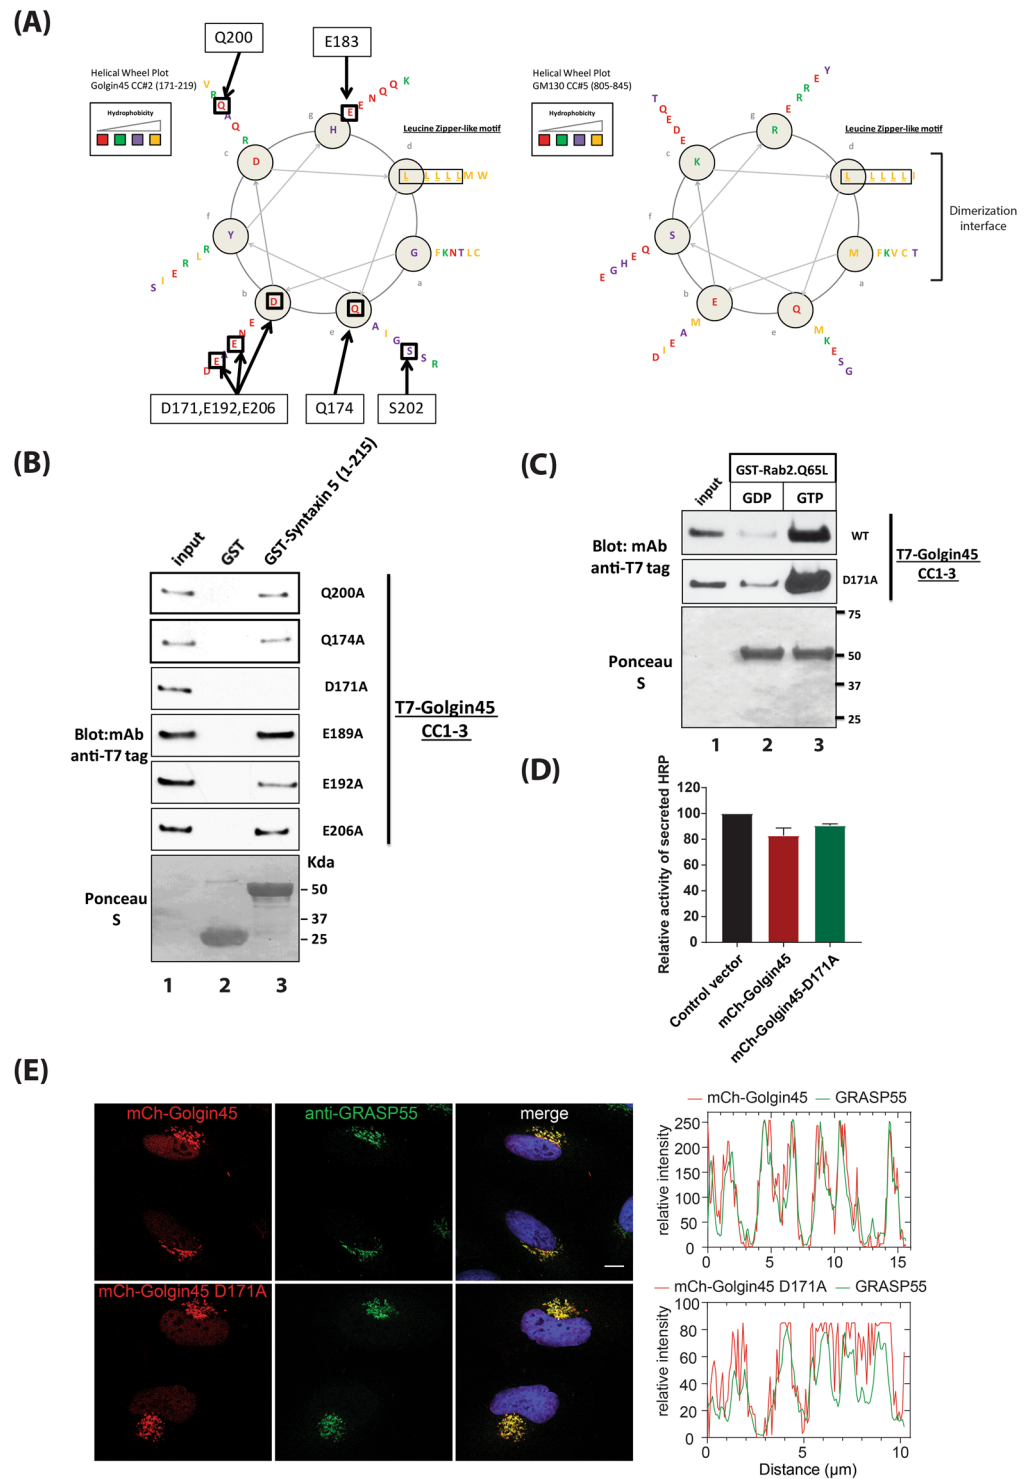 (A)
Q200
E183
Helical Wheel Plot
Golgin45 CC#2 (171-219)
Hydrophobicity
V R Q A Q R
E E N Q Q K
Leucine Zipper-like motif
g
H
c
D
d
L L L L L M W
f
Y
S I E R L R
G
F K N T L C
a
b
D
E N E
E
D
e
Q
A I G S S R
D171,E192,E206
Q174
S202
Helical Wheel Plot
GM130 CC#5 (805-845)
Hydrophobicity
T Q E D E
E R R E Y
Leucine Zipper-like motif
g
R
c
K
d
L L L L L L I
f
S
E G H E Q
M
F K V C T
a
Dimerization
interface
b
E
D I E A M
e
Q
M K E S G
(B)
input
GST
GST-Syntaxin 5 (1-215)
Q200A
Q174A
D171A
E189A
E192A
E206A
Blot:mAb
anti-T7 tag
T7-Golgin45
CC1-3
Ponceau
S
Kda
50
37
25
1 2 3
(C)
input
GST-Rab2.Q65L
GDP GTP
Blot: mAb
anti-T7 tag
WT
D171A
T7-Golgin45
CC1-3
Ponceau
S
75
50
37
25
1 2 3
(D)
Relative activity of secreted HRP
120
100
80
60
40
20
0
Control vector
mCh-Golgin45
mCh-Golgin45-D171A
(E)
mCh-Golgin45
anti-GRASP55
merge
mCh-Golgin45 D171A
mCh-Golgin45 GRASP55
relative intensity
250
200
150
100
50
0
0 5 10 15
mCh-Golgin45 D171A GRASP55
relative intensity
100
80
60
40
20
0
0 5 10
Distance (μm)